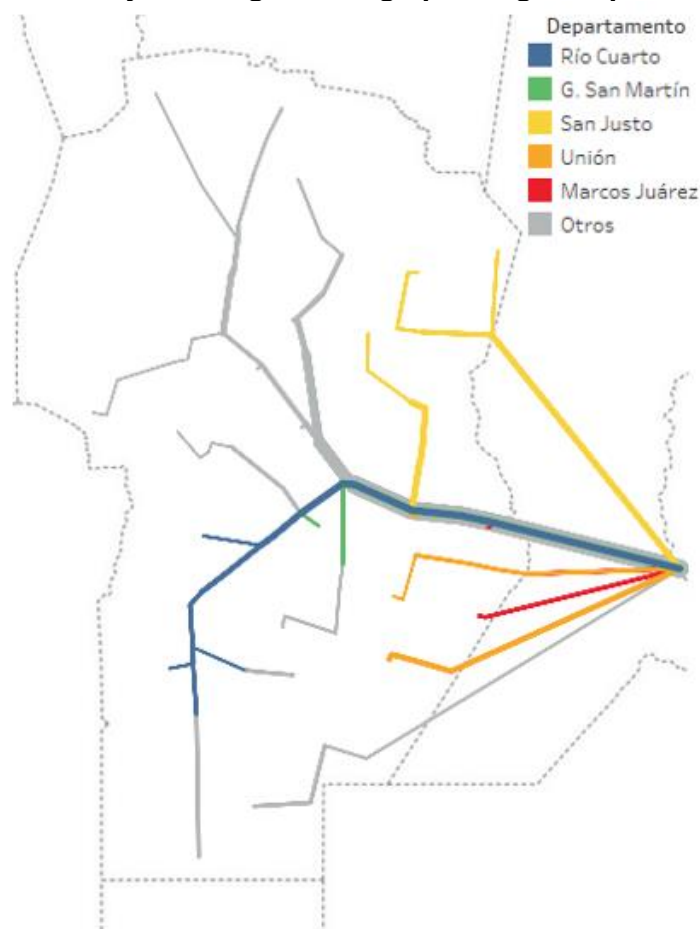 Departamento
Río Cuarto
G. San Martín
San Justo
Unión
Marcos Juárez
Otros